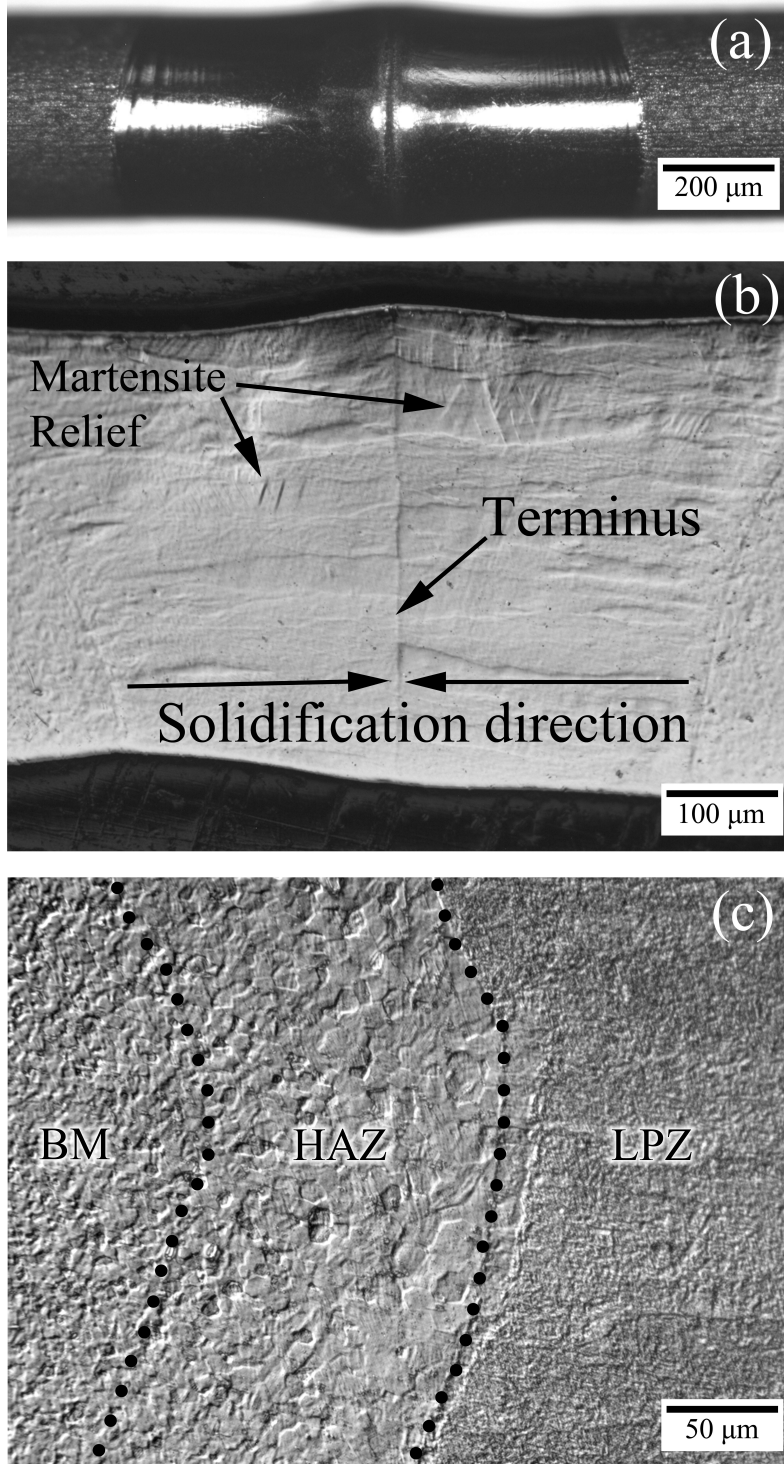 (a)
200 μm
(b)
Martensite
Relief
Terminus
Solidification direction
100 μm
(c)
BM
HAZ
LPZ
50 μm